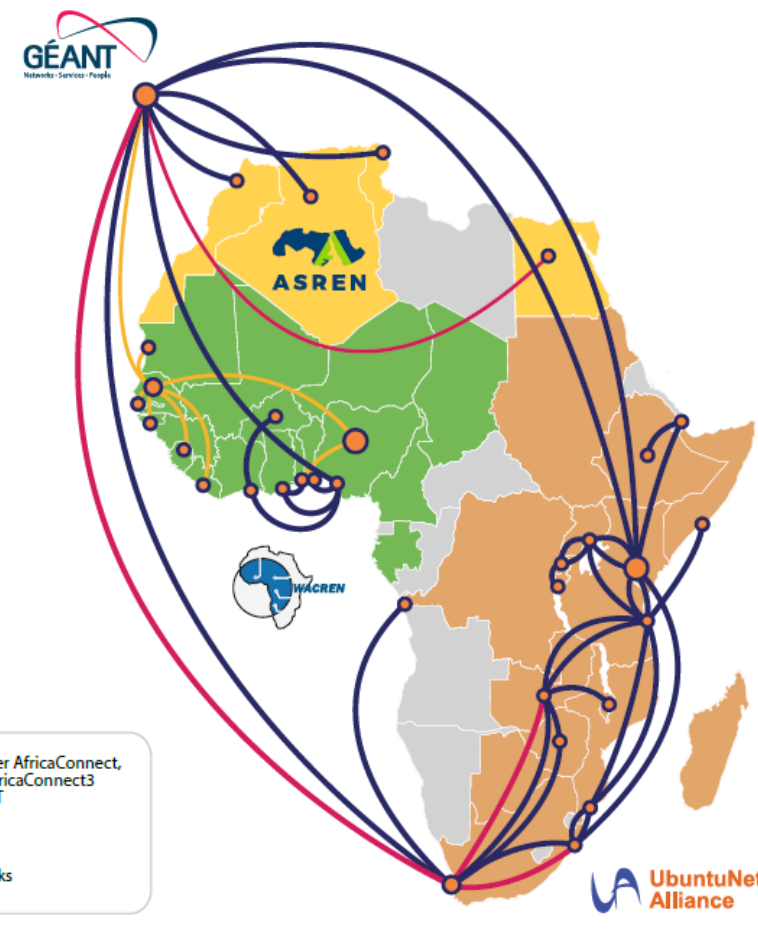 GÉANT
Networks · Services · People
ASREN
WACREN
er AfricaConnect,
ricaConnect3
T
ks
UbuntuNet
Alliance